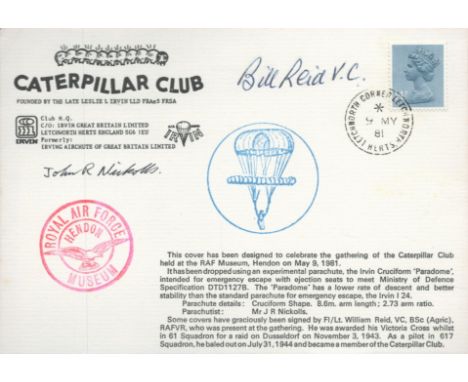 CATERPILLAR CLUB
FOUNDED BY THE LATE LESLIE L IRVIN LLD FRAeS FRSA
Club H.Q.
C/O: IRVIN GREAT BRITAIN LIMITED
LETCHWORTH HERTS ENGLAND SG6 1EU
Formerly:
IRVING AIRCHUTE OF GREAT BRITAIN LIMITED
IRVIN
John R Nickolls.
Bill Reid V.C.
LETCHWORTH CORNER LETCHWORTH
*
9 MY
81
HERTS
ROYAL AIR FORCE
HENDON
MUSEUM
This cover has been designed to celebrate the gathering of the Caterpillar Club
held at the RAF Museum, Hendon on May 9, 1981.
It has been dropped using an experimental parachute, the Irvin Cruciform 'Paradome',
intended for emergency escape with ejection seats to meet Ministry of Defence
Specification DTD1127B. The 'Paradome' has a lower rate of descent and better
stability than the standard parachute for emergency escape, the Irvin I 24.
Parachute details: Cruciform Shape. 8.6m. arm length; 2.73 arm ratio.
Parachutist: Mr J R Nickolls.
Some covers have graciously been signed by Fl/Lt. William Reid, VC, BSc (Agric),
RAFVR, who was present at the gathering. He was awarded his Victoria Cross whilst
in 61 Squadron for a raid on Dusseldorf on November 3, 1943. As a pilot in 617
Squadron, he baled out on July 31, 1944 and became a member of the Caterpillar Club.